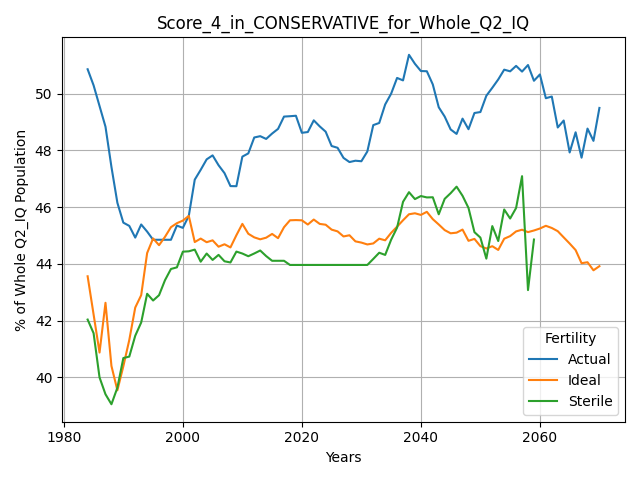 Score_4_in_CONSERVATIVE_for_Whole_Q2_IQ
% of Whole Q2_IQ Population
50
48
46
44
42
40
1980
2000
2020
2040
2060
Years
Fertility
Actual
Ideal
Sterile